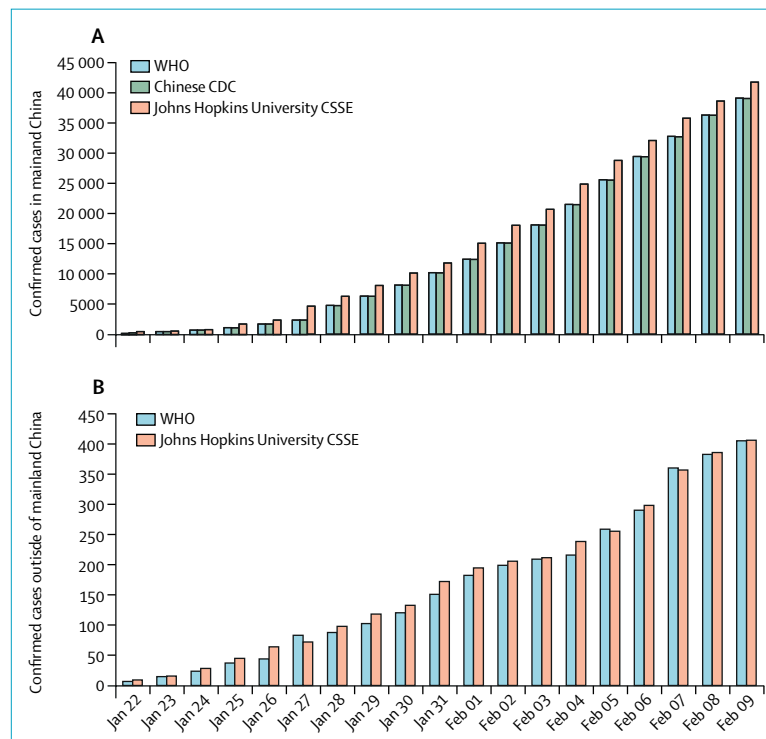 A
45 000
40 000
35 000
30 000
25 000
20 000
15 000
10 000
5000
0
Confirmed cases in mainand China
WHO
Chinese CDC
Johns Hopkins University CSSE
B
450
400
350
300
250
200
150
100
50
0
Confirmed cases outisde of mainland China
WHO
Johns Hopkins University CSSE
Jan 22
Jan 23
Jan 24
Jan 25
Jan 26
Jan 27
Jan 28
Jan 29
Jan 30
Jan 31
Feb 01
Feb 02
Feb 03
Feb 04
Feb 05
Feb 06
Feb 07
Feb 08
Feb 09